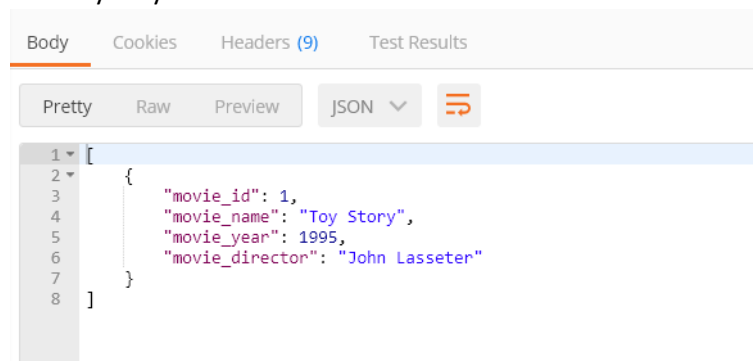 Body Cookies Headers (9) Test Results
Pretty Raw Preview JSON
1 [
2 {
3 "movie_id": 1,
4 "movie_name": "Toy Story",
5 "movie_year": 1995,
6 "movie_director": "John Lasseter"
7 }
8 ]